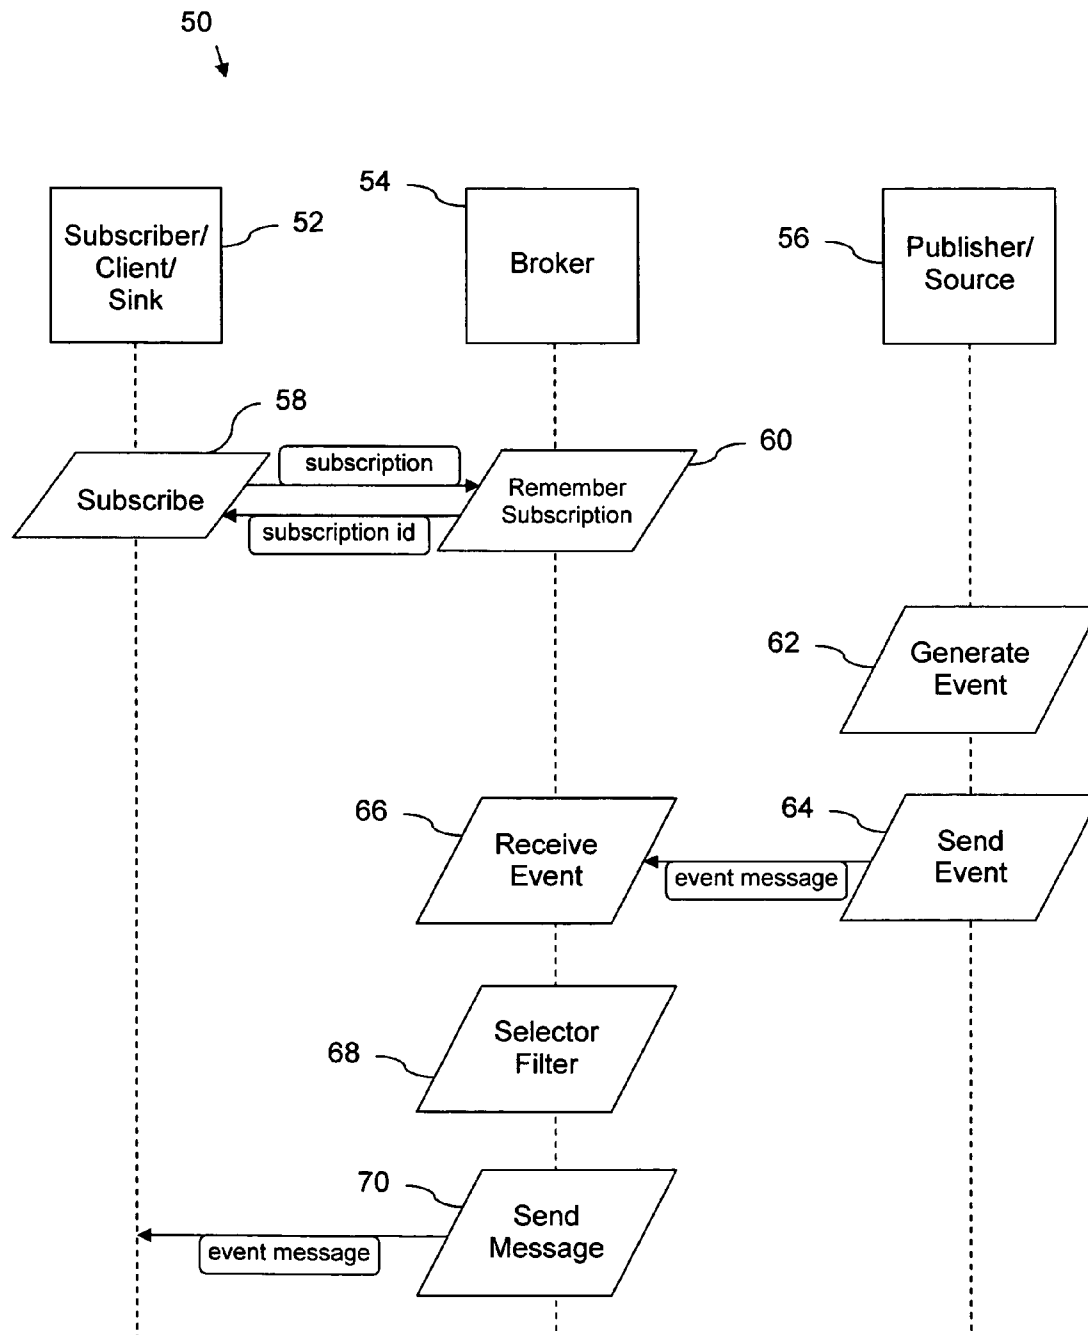 50
Subscriber/
Client/
Sink
52
54
Broker
56
Publisher/
Source
58
Subscribe
subscription
subscription id
60
Remember
Subscription
62
Generate
Event
64
Send
Event
event message
66
Receive
Event
68
Selector
Filter
70
Send
Message
event message